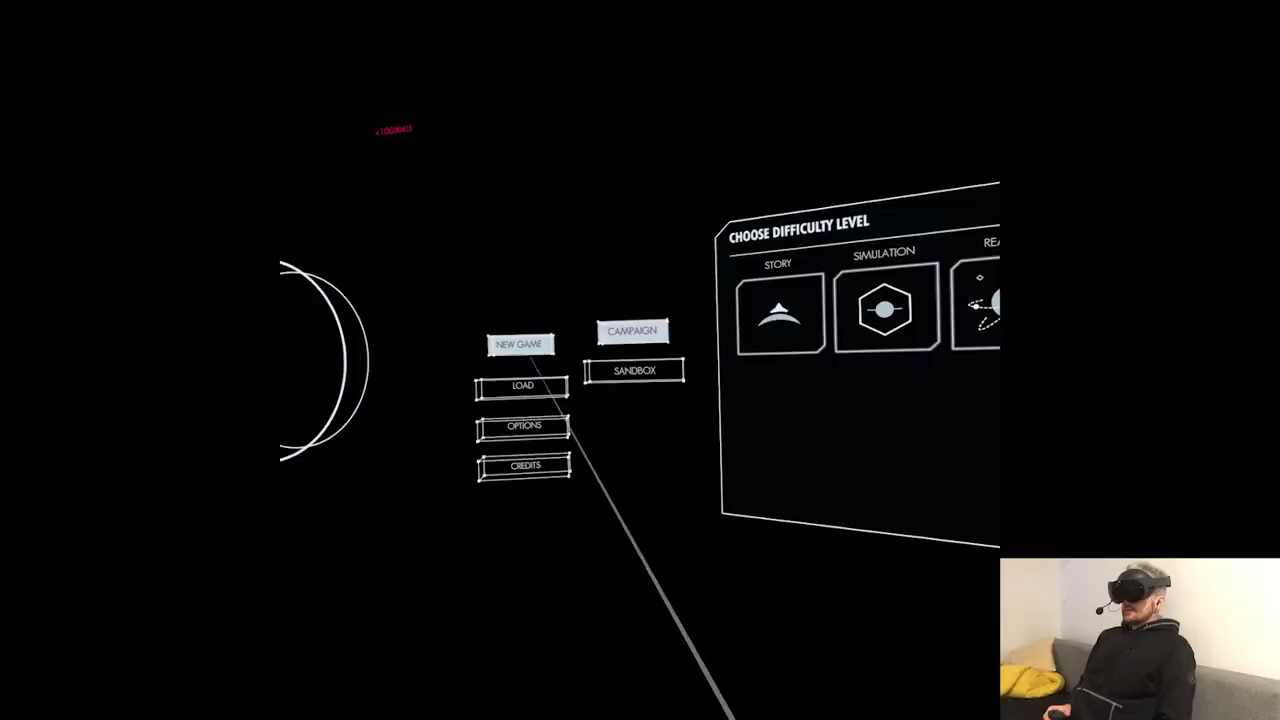 CHOOSE DIFFICULTY LEVEL
STORY
SIMULATION
NEW GAME
CAMPAIGN
LOAD
SANDBOX
OPTIONS
CREDITS